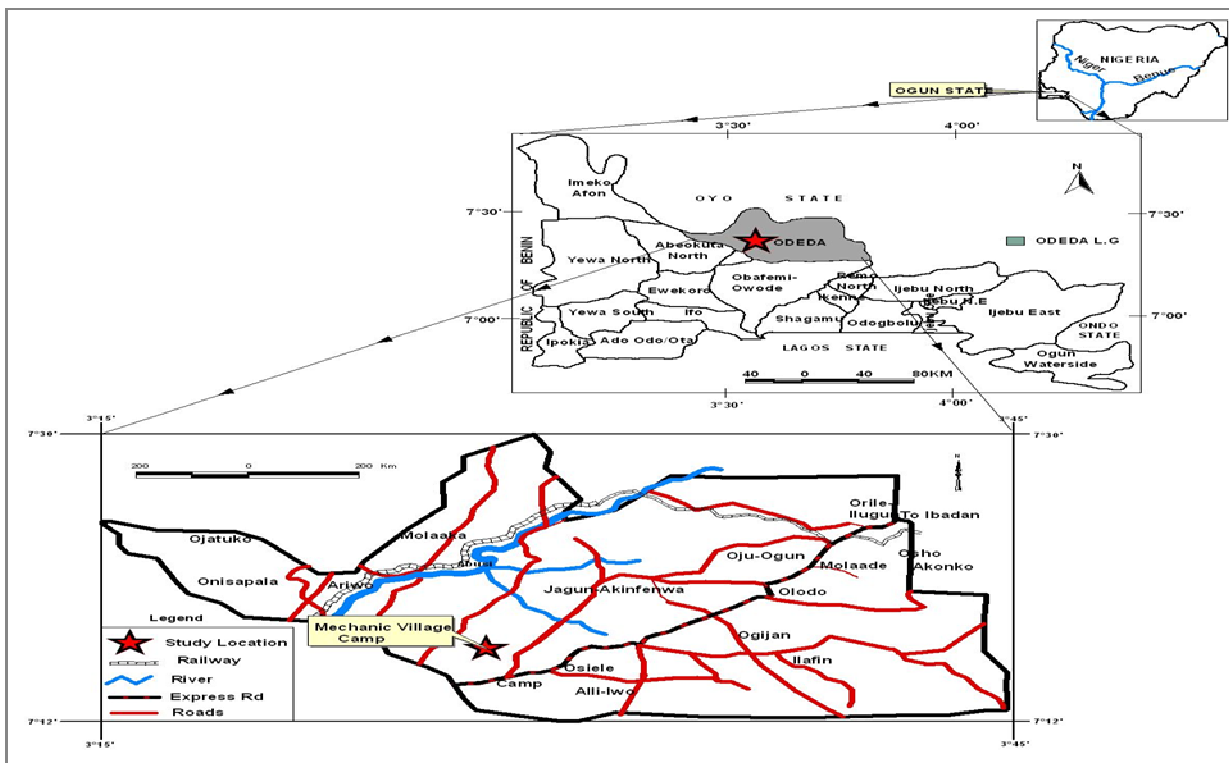 NIGERIA
Niger
Benue
OGUN STATE
3°30'
4°00'
N
Imeko
Afon
OYO STATE
7°30'
7°30'
ODEDA
ODEDA L.G
Abeokuta
North
Yewa North
REPUBLIC OF BENIN
Obafemi-
Owode
Remo
North
Ijebu North
Ewekoro
Ikenne
Ijebu N.E
7°00'
7°00'
Yewa South
Ifo
Shagamu
Odogbolu
Ijebu East
ONDO
STATE
Ipokia
Ado Odo/Ota
LAGOS STATE
Ogun
Waterside
40 0 40 80KM
3°30'
4°00'
3°15'
3°45'
7°30'
7°30'
200 0 200 Km
N
Orile-
Ilugun
To Ibadan
Ojatuko
Molaaka
Osho
Akonko
Oju-Ogun
Molaade
Onisapala
Ariwo
Jagun-Akinfenwa
Olodo
Legend
Mechanic Village
Camp
Ogijan
Study Location
Railway
Ilafin
Osiele
River
Camp
Alli-Iwo
Express Rd
Roads
7°12'
7°12'
3°15'
3°45'